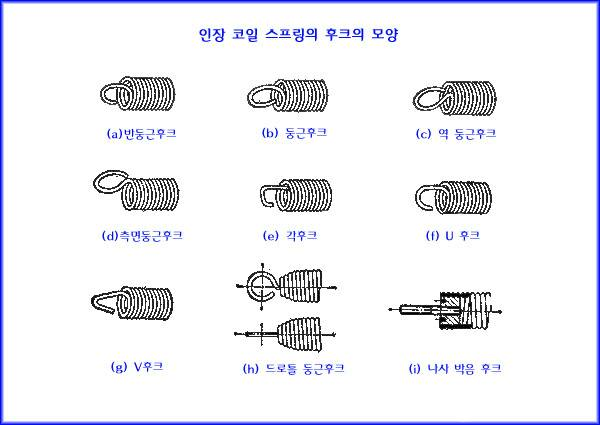 인장 코일 스프링의 후크의 모양
(a)반둥근후크
(b) 둥근후크
(c) 역 둥근후크
(d)측면둥근후크
(e) 각후크
(f) U 후크
(g) V후크
(h) 드로틀 둥근후크
(i) 나사 박음 후크